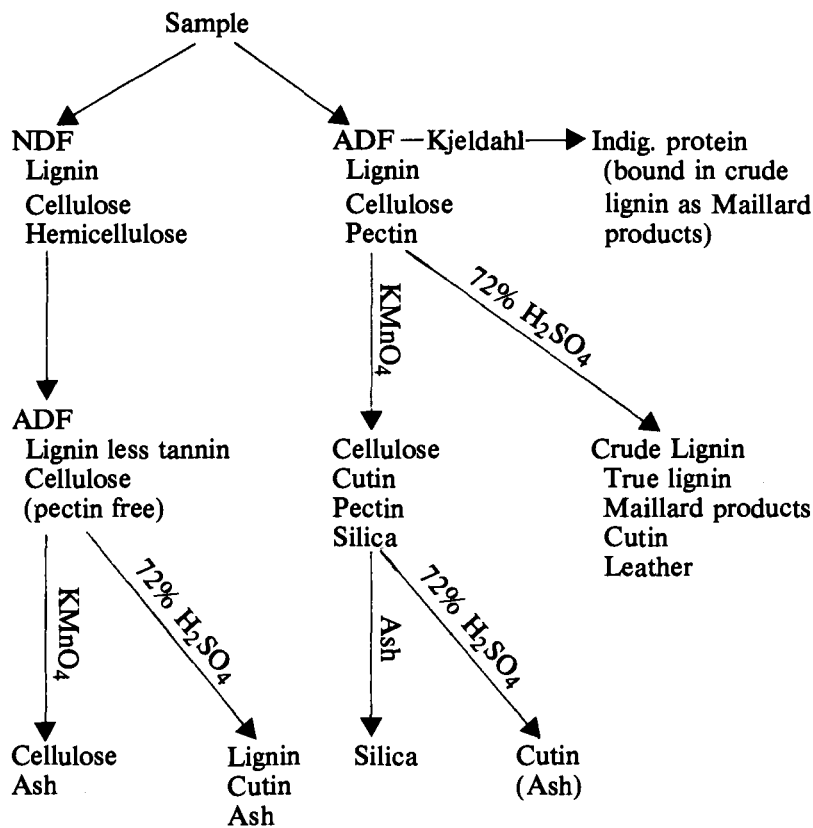 Sample
NDF
Lignin
Cellulose
Hemicellulose
ADF — Kjeldahl
Lignin
Cellulose
Pectin
Indig. protein
(bound in crude
lignin as Maillard
products)
KMnO₄
72% H₂SO₄
ADF
Lignin less tannin
Cellulose
(pectin free)
Cellulose
Cutin
Pectin
Silica
Crude Lignin
True lignin
Maillard products
Cutin
Leather
KMnO₄
72% H₂SO₄
Ash
72% H₂SO₄
Cellulose
Ash
Lignin
Cutin
Ash
Silica
Cutin
(Ash)